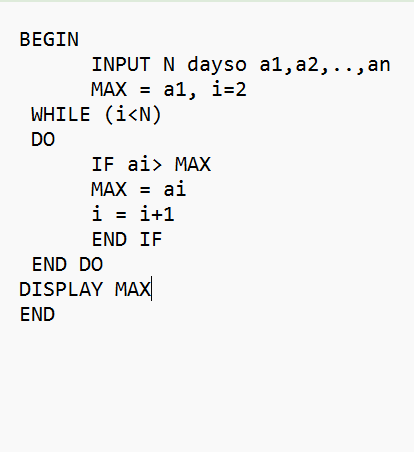 BEGIN
INPUT N dayso a1,a2,..,an
MAX = a1, i=2
WHILE (i<N)
DO
IF ai> MAX
MAX = ai
i = i+1
END IF
END DO
DISPLAY MAX
END